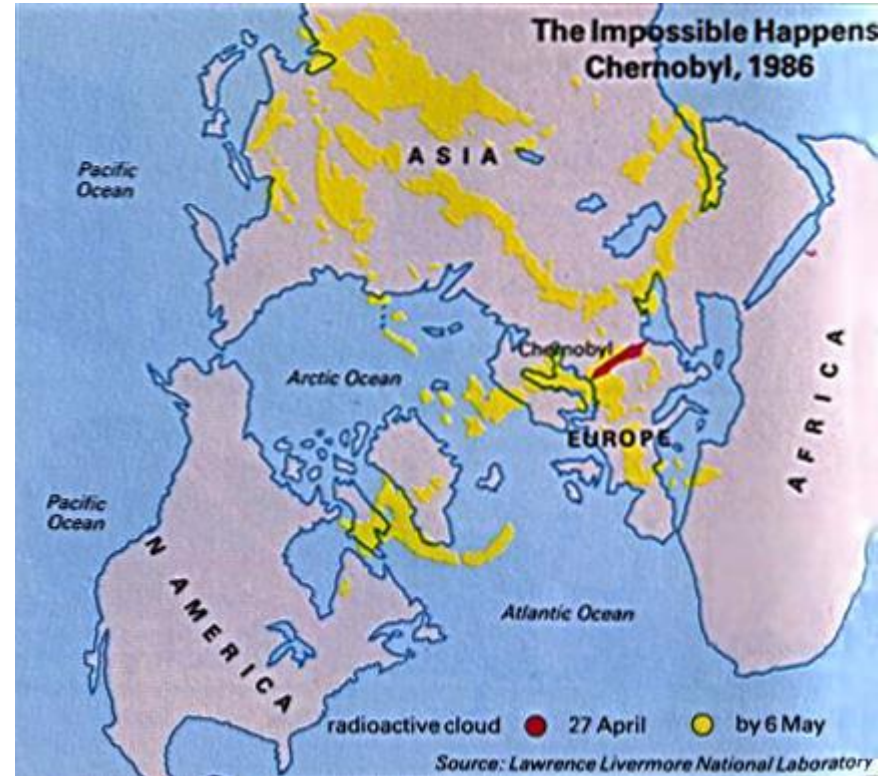 The Impossible Happens
Chernobyl, 1986
Pacific
Ocean
ASIA
Chernobyl
Arctic Ocean
EUROPE
AFRICA
Pacific
Ocean
N AMERICA
Atlantic Ocean
radioactive cloud 27 April by 6 May
Source: Lawrence Livermore National Laboratory